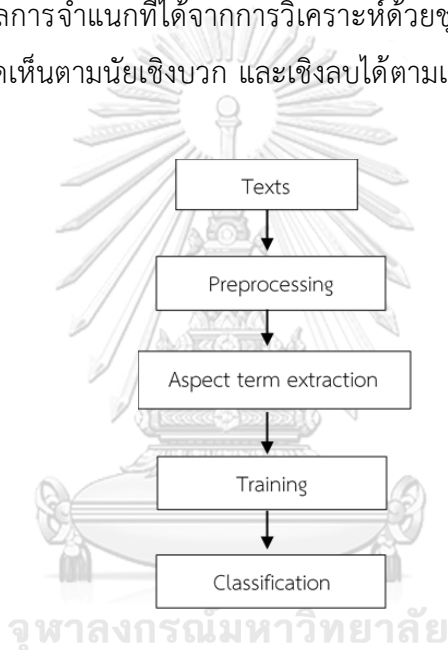 ลการจำแนกที่ได้จากการวิเคราะห์ด้วยชุ
ดเห็นตามนัยเชิงบวก และเชิงลบได้ตามเ
Texts
Preprocessing
Aspect term extraction
Training
Classification
จุฬาลงกรณ์มหาวิทยาลัย